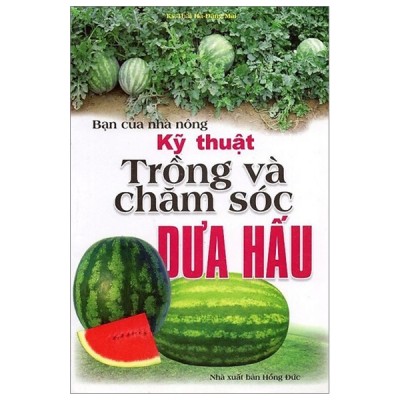 Bạn của nhà nông
Kỹ thuật
Trồng và
chăm sóc
DƯA HẤU
Nhà xuất bản Hồng Đức